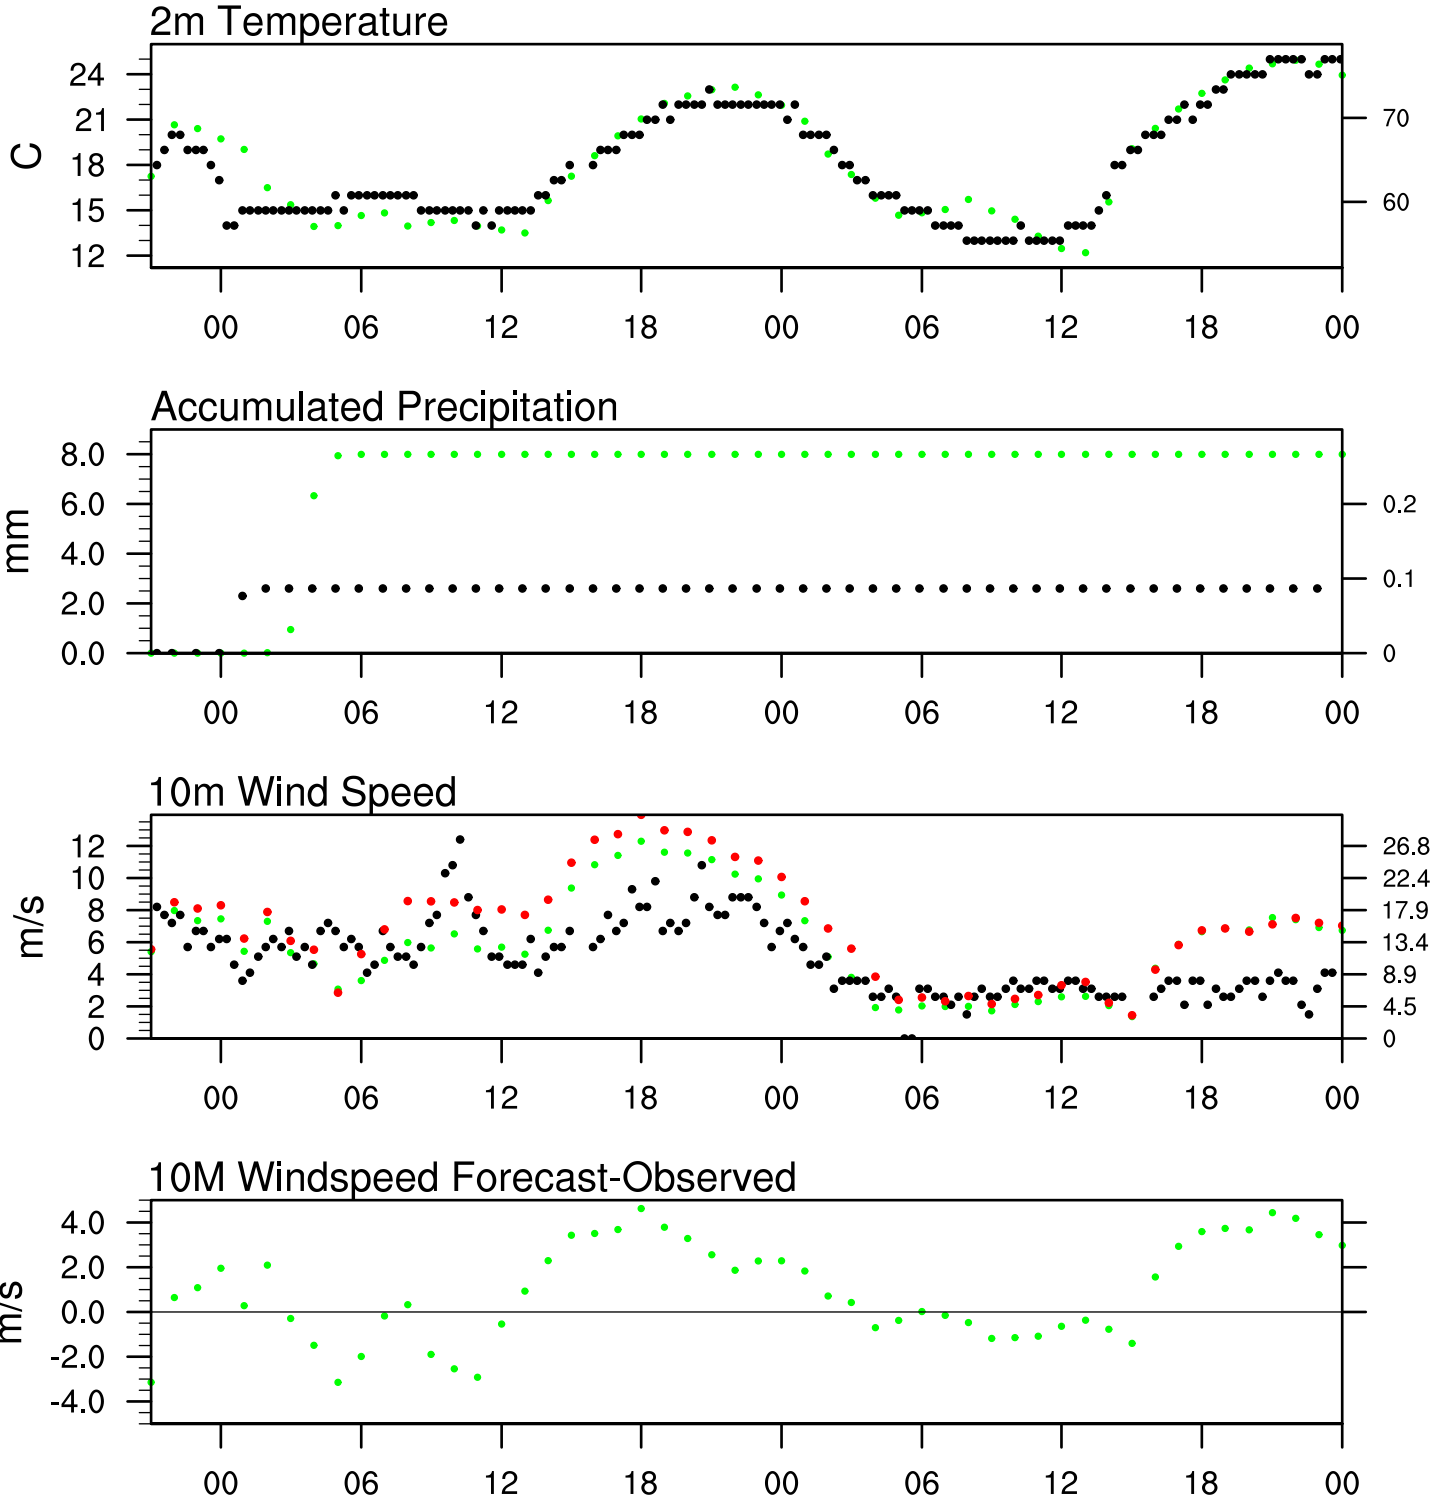 2m Temperature
24
21
18
15
12
C
70
60
00 06 12 18 00 06 12 18 00
Accumulated Precipitation
8.0
6.0
4.0
2.0
0.0
mm
0.2
0.1
0
00 06 12 18 00 06 12 18 00
10m Wind Speed
12
10
8
6
4
2
0
m/s
26.8
22.4
17.9
13.4
8.9
4.5
0
00 06 12 18 00 06 12 18 00
10M Windspeed Forecast-Observed
4.0
2.0
0.0
-2.0
-4.0
m/s
00 06 12 18 00 06 12 18 00